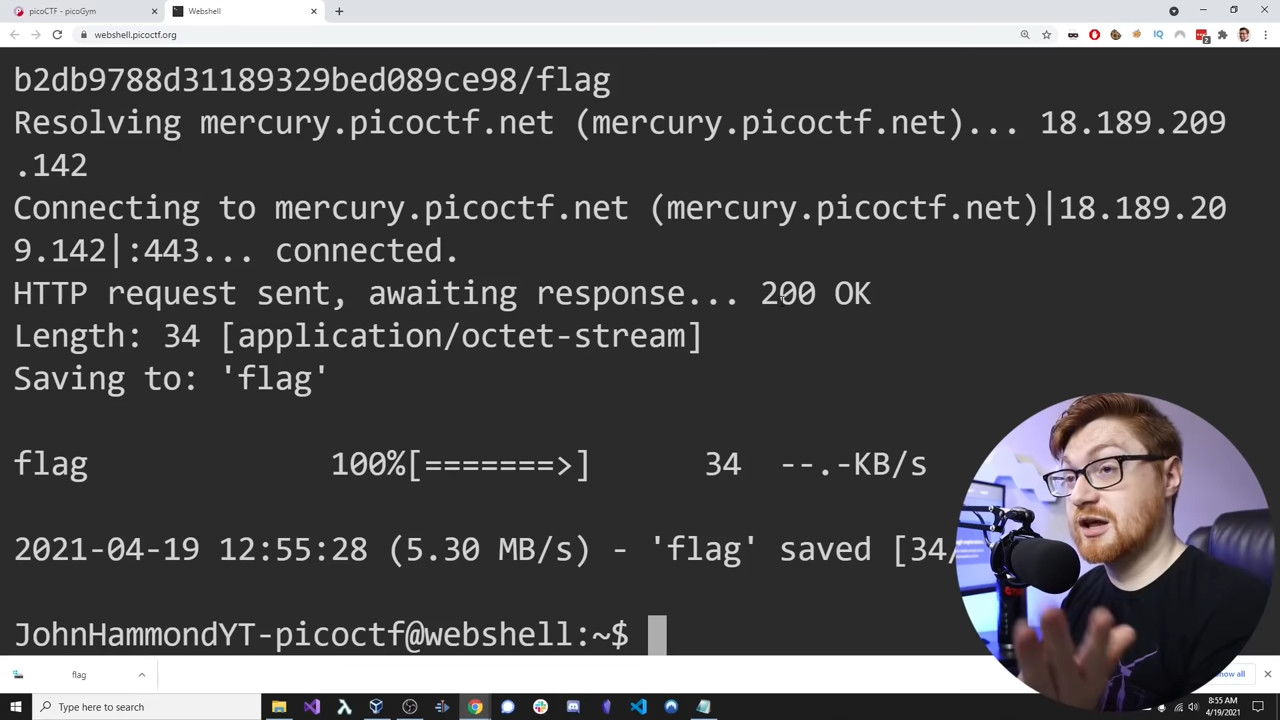 picoCTF - picoGym
Webshell
webshell.picoctf.org
b2db9788d31189329bed089ce98/flag
Resolving mercury.picoctf.net (mercury.picoctf.net)... 18.189.209
.142
Connecting to mercury.picoctf.net (mercury.picoctf.net)|18.189.20
9.142|:443... connected.
HTTP request sent, awaiting response... 200 OK
Length: 34 [application/octet-stream]
Saving to: 'flag'
flag 100%[=======>] 34 --.-KB/s
2021-04-19 12:55:28 (5.30 MB/s) - 'flag' saved [34/
JohnHammondYT-picoctf@webshell:~$
flag
Show all
Type here to search
8:55 AM
4/19/2021